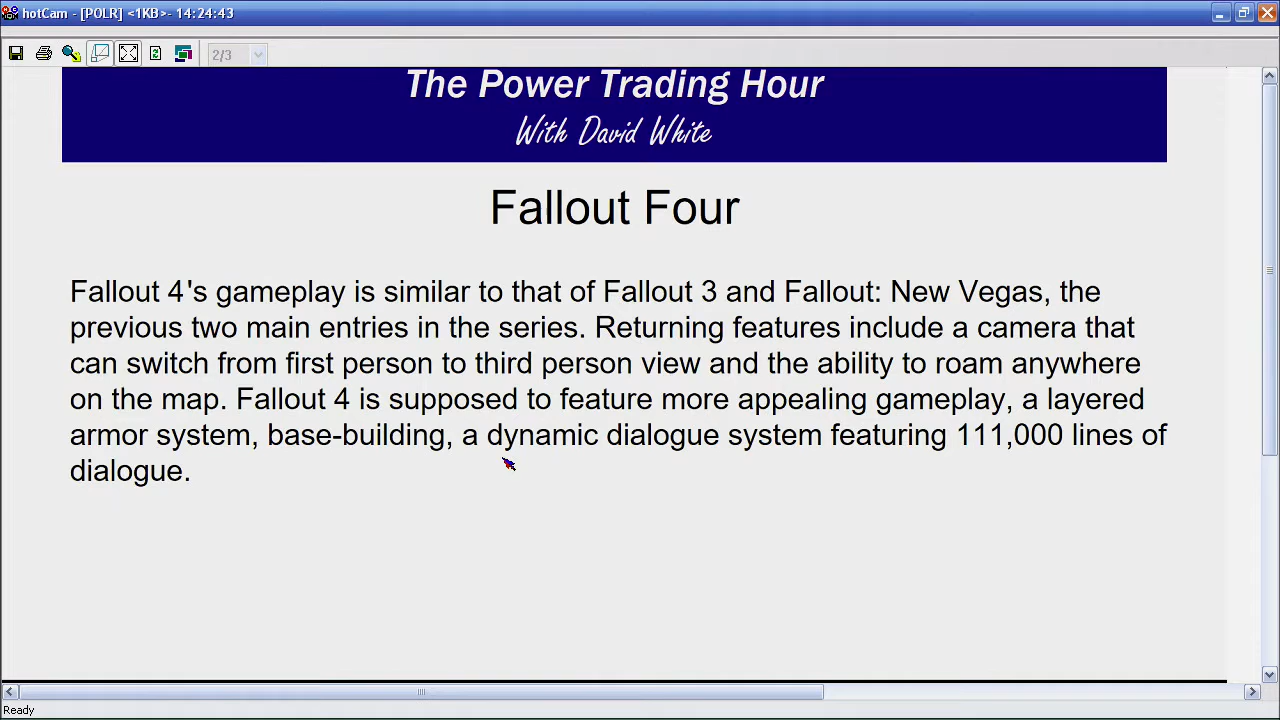 hotCam - [POLR] <1KB>- 14:24:43
2/3
The Power Trading Hour
With David White
Fallout Four
Fallout 4's gameplay is similar to that of Fallout 3 and Fallout: New Vegas, the
previous two main entries in the series. Returning features include a camera that
can switch from first person to third person view and the ability to roam anywhere
on the map. Fallout 4 is supposed to feature more appealing gameplay, a layered
armor system, base-building, a dynamic dialogue system featuring 111,000 lines of
dialogue.
Ready